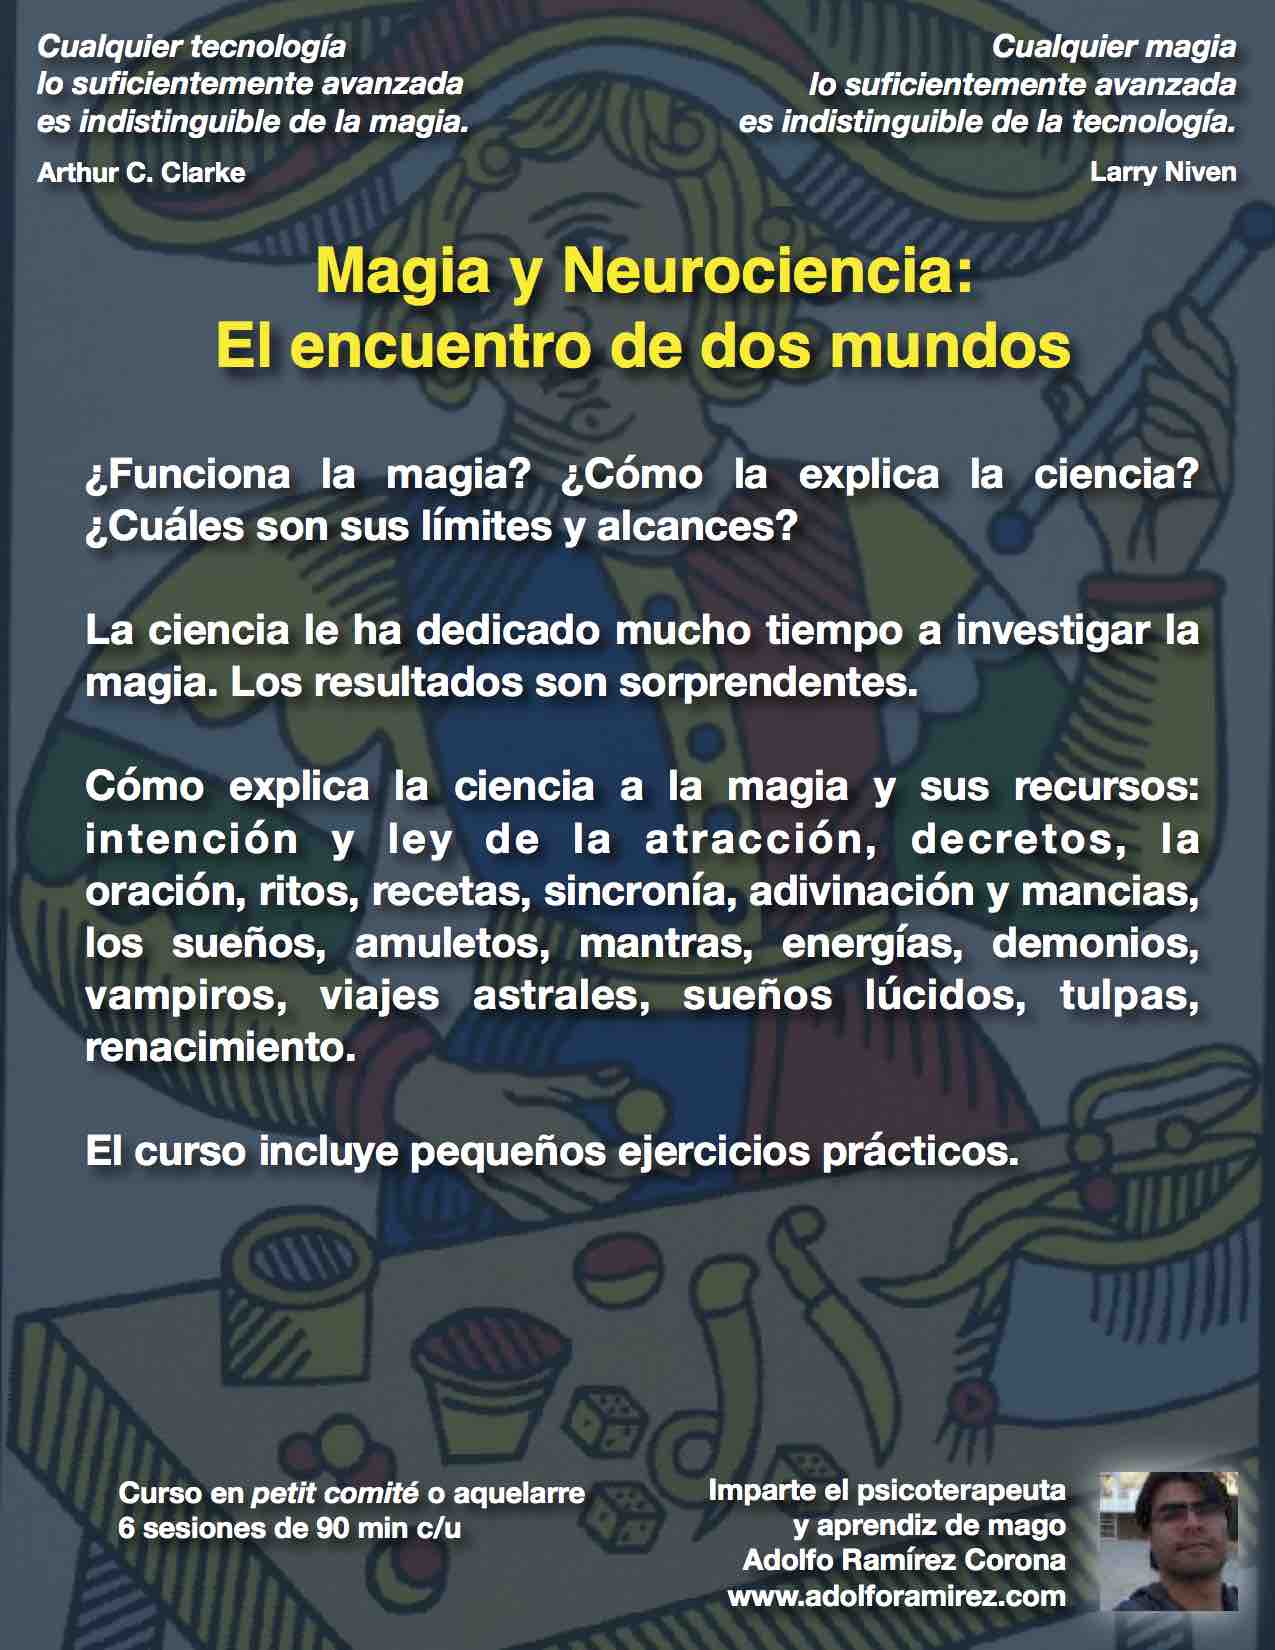 Cualquier tecnología
lo suficientemente avanzada
es indistinguible de la magia.
Arthur C. Clarke
Cualquier magia
lo suficientemente avanzada
es indistinguible de la tecnología.
Larry Niven
Magia y Neurociencia:
El encuentro de dos mundos
¿Funciona la magia? ¿Cómo la explica la ciencia?
¿Cuáles son sus límites y alcances?
La ciencia le ha dedicado mucho tiempo a investigar la
magia. Los resultados son sorprendentes.
Cómo explica la ciencia a la magia y sus recursos:
intención y ley de la atracción, decretos, la
oración, ritos, recetas, sincronía, adivinación y mancias,
los sueños, amuletos, mantras, energías, demonios,
vampiros, viajes astrales, sueños lúcidos, tulpas,
renacimiento.
El curso incluye pequeños ejercicios prácticos.
Curso en petit comité o aquelarre
6 sesiones de 90 min c/u
Imparte el psicoterapeuta
y aprendiz de mago
Adolfo Ramírez Corona
www.adolforamirez.com